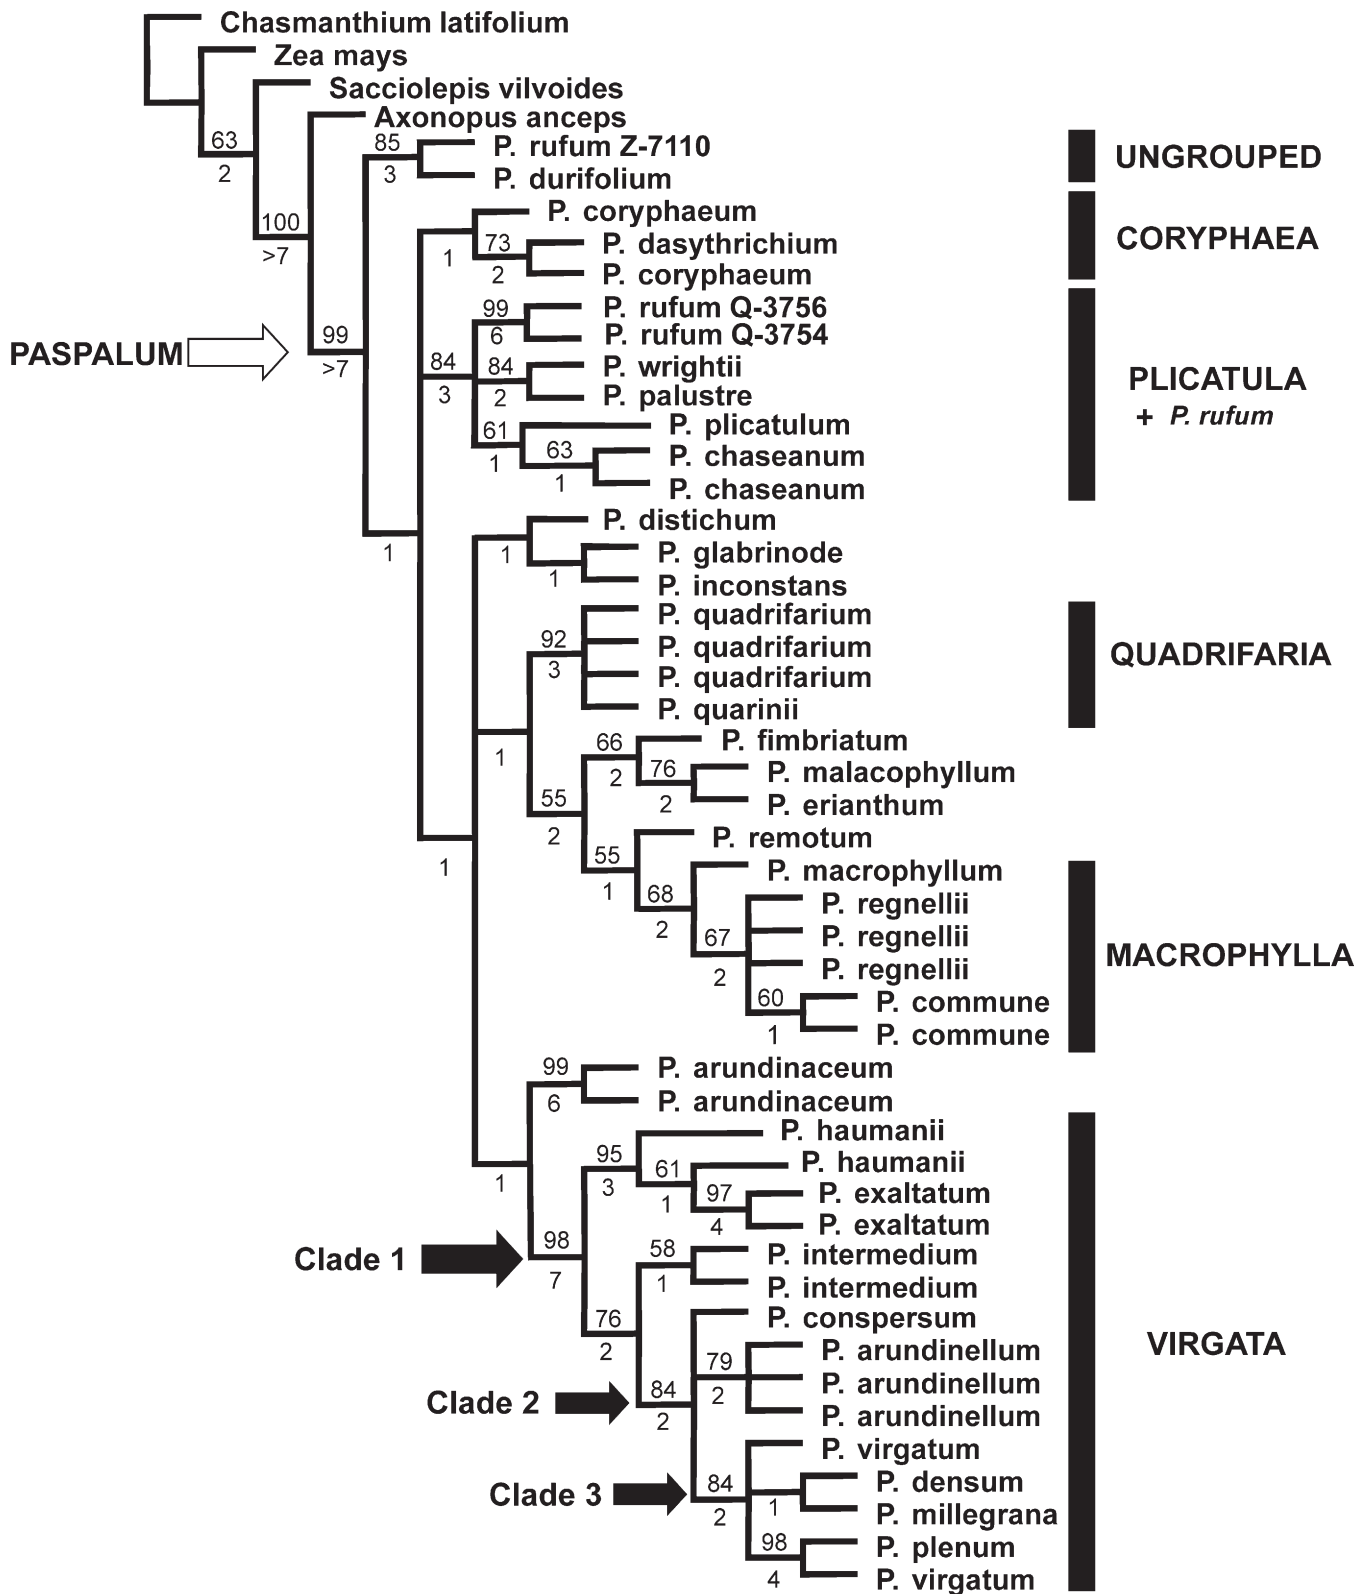 Chasmanthium latifolium
Zea mays
Sacciolepis vilvoides
63
2
Axonopus anceps
100
>7
85
3
P. rufum Z-7110
P. durifolium
UNGROUPED
PASPALUM
99
>7
P. coryphaeum
1
73
2
P. dasythrichium
P. coryphaeum
CORYPHAEA
84
3
99
6
P. rufum Q-3756
P. rufum Q-3754
84
2
P. wrightii
P. palustre
61
1
P. plicatulum
63
1
P. chaseanum
P. chaseanum
PLICATULA
+ P. rufum
1
1
P. distichum
1
P. glabrinode
P. inconstans
92
3
P. quadrifarium
P. quadrifarium
P. quadrifarium
P. quarinii
QUADRIFARIA
1
55
2
66
2
P. fimbriatum
76
2
P. malacophyllum
P. erianthum
1
55
1
P. remotum
68
2
P. macrophyllum
67
2
P. regnellii
P. regnellii
P. regnellii
60
1
P. commune
P. commune
MACROPHYLLA
99
6
P. arundinaceum
P. arundinaceum
1
95
3
P. haumanii
61
1
P. haumanii
97
4
P. exaltatum
P. exaltatum
Clade 1
98
7
58
1
P. intermedium
P. intermedium
76
2
P. conspersum
79
2
P. arundinellum
P. arundinellum
P. arundinellum
VIRGATA
Clade 2
84
2
P. virgatum
Clade 3
84
2
1
P. densum
P. millegrana
98
4
P. plenum
P. virgatum